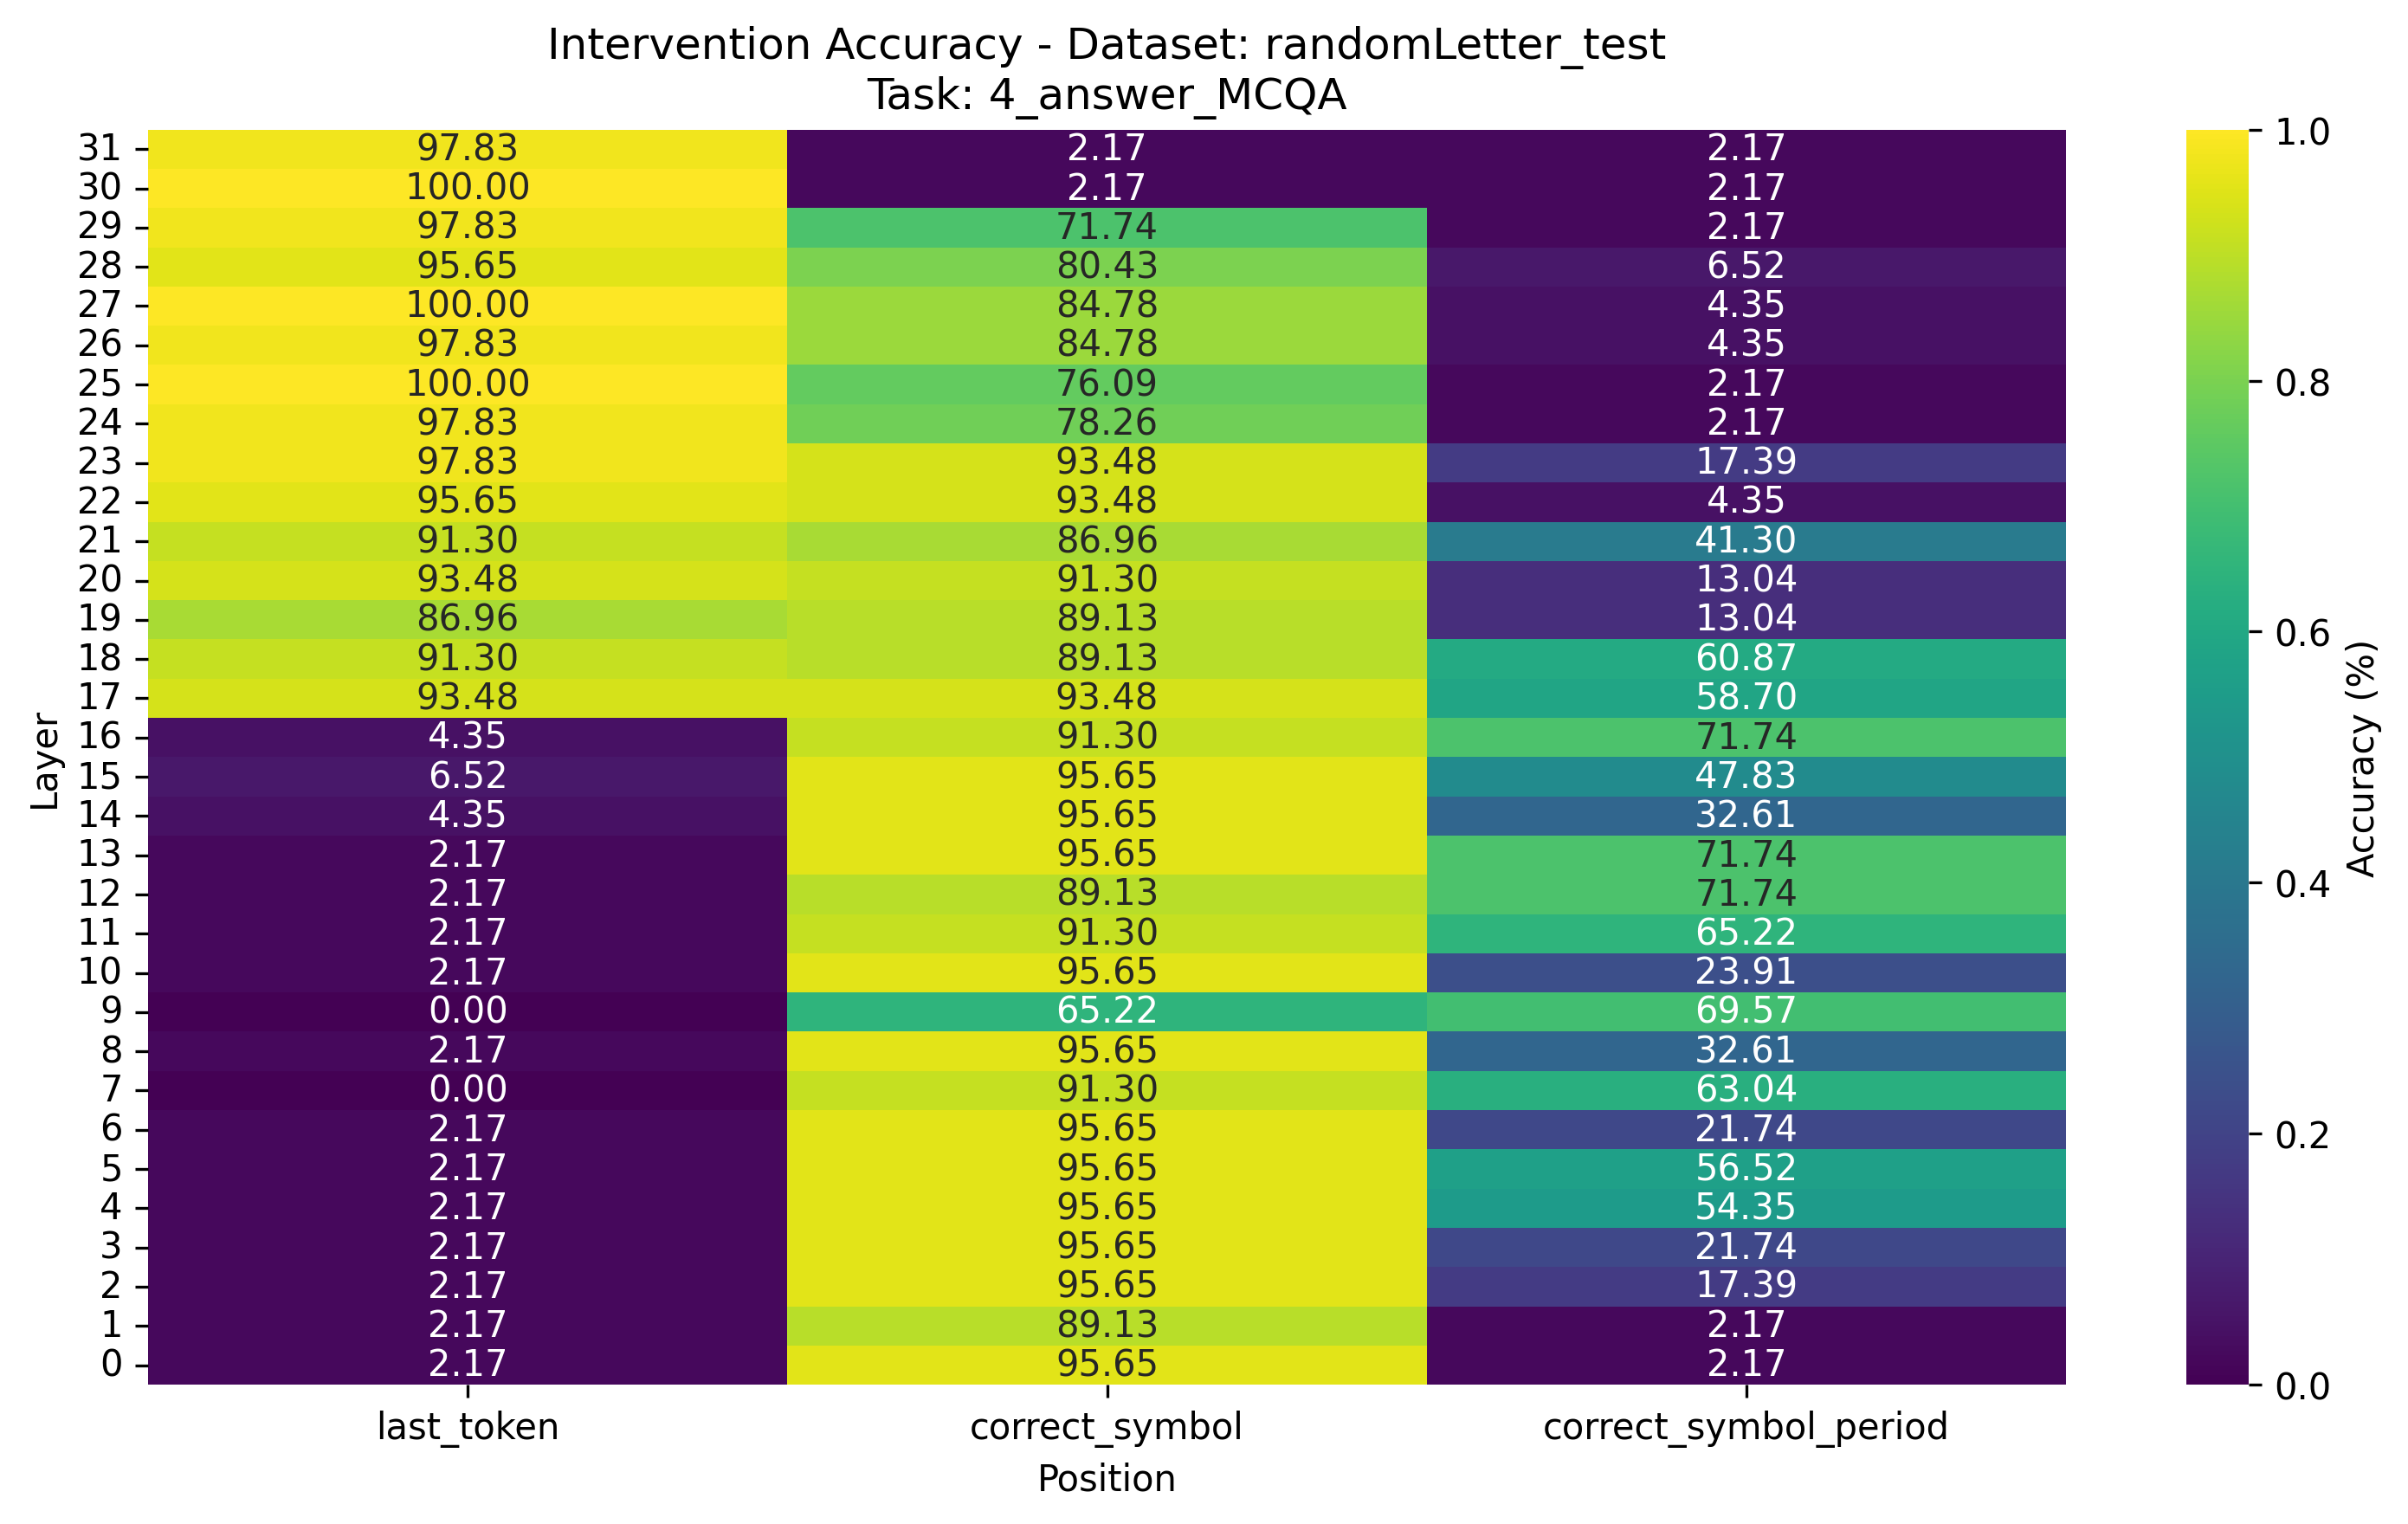 Intervention Accuracy - Dataset: randomLetter_test
Task: 4_answer_MCQA
31 97.83 2.17 2.17 1.0
30 100.00 2.17 2.17
29 97.83 71.74 2.17
28 95.65 80.43 6.52
27 100.00 84.78 4.35
26 97.83 84.78 4.35
25 100.00 76.09 2.17 0.8
24 97.83 78.26 2.17
23 97.83 93.48 17.39
22 95.65 93.48 4.35
21 91.30 86.96 41.30
20 93.48 91.30 13.04
19 86.96 89.13 13.04
18 91.30 89.13 60.87 0.6
17 93.48 93.48 58.70
16 4.35 91.30 71.74
15 6.52 95.65 47.83
14 4.35 95.65 32.61
13 2.17 95.65 71.74
12 2.17 89.13 71.74 0.4
11 2.17 91.30 65.22
10 2.17 95.65 23.91
9 0.00 65.22 69.57
8 2.17 95.65 32.61
7 0.00 91.30 63.04
6 2.17 95.65 21.74 0.2
5 2.17 95.65 56.52
4 2.17 95.65 54.35
3 2.17 95.65 21.74
2 2.17 95.65 17.39
1 2.17 89.13 2.17
0 2.17 95.65 2.17 0.0
Layer
Accuracy (%)
last_token correct_symbol correct_symbol_period
Position